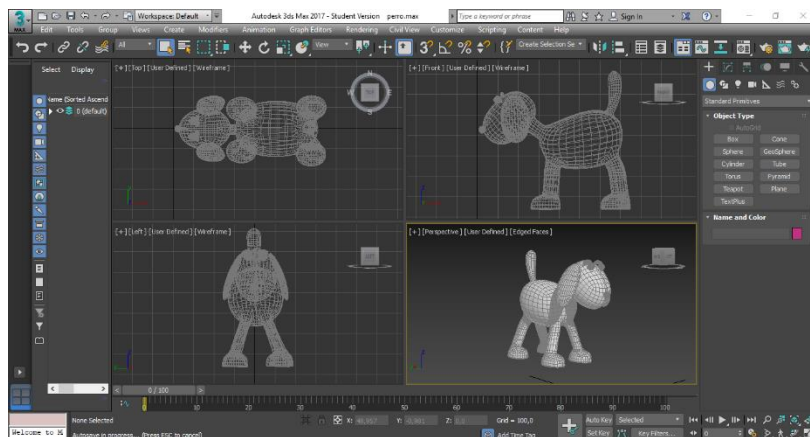 3 MAX
Workspace: Default
Autodesk 3ds Max 2017 - Student Version perro.max
Type a keyword or phrase
Sign In
Edit Tools Group Views Create Modifiers Animation Graph Editors Rendering Civil View Customize Scripting Content Help
All
View
3
Create Selection Se
Select Display
Name (Sorted Ascend
0 (default)
[+] [Top] [User Defined] [Wireframe]
[+] [Front] [User Defined] [Wireframe]
[+] [Left] [User Defined] [Wireframe]
[+] [Perspective] [User Defined] [Edged Faces]
Standard Primitives
Object Type
AutoGrid
Box Cone
Sphere GeoSphere
Cylinder Tube
Torus Pyramid
Teapot Plane
TextPlus
Name and Color
0 / 100
0 10 20 30 40 50 60 70 80 90 100
None Selected
X: Y: Z: Grid = 100,0
Auto Key Selected
Welcome to M
Autosave in progress... (Press ESC to cancel)
Add Time Tag
Set Key Key Filters...